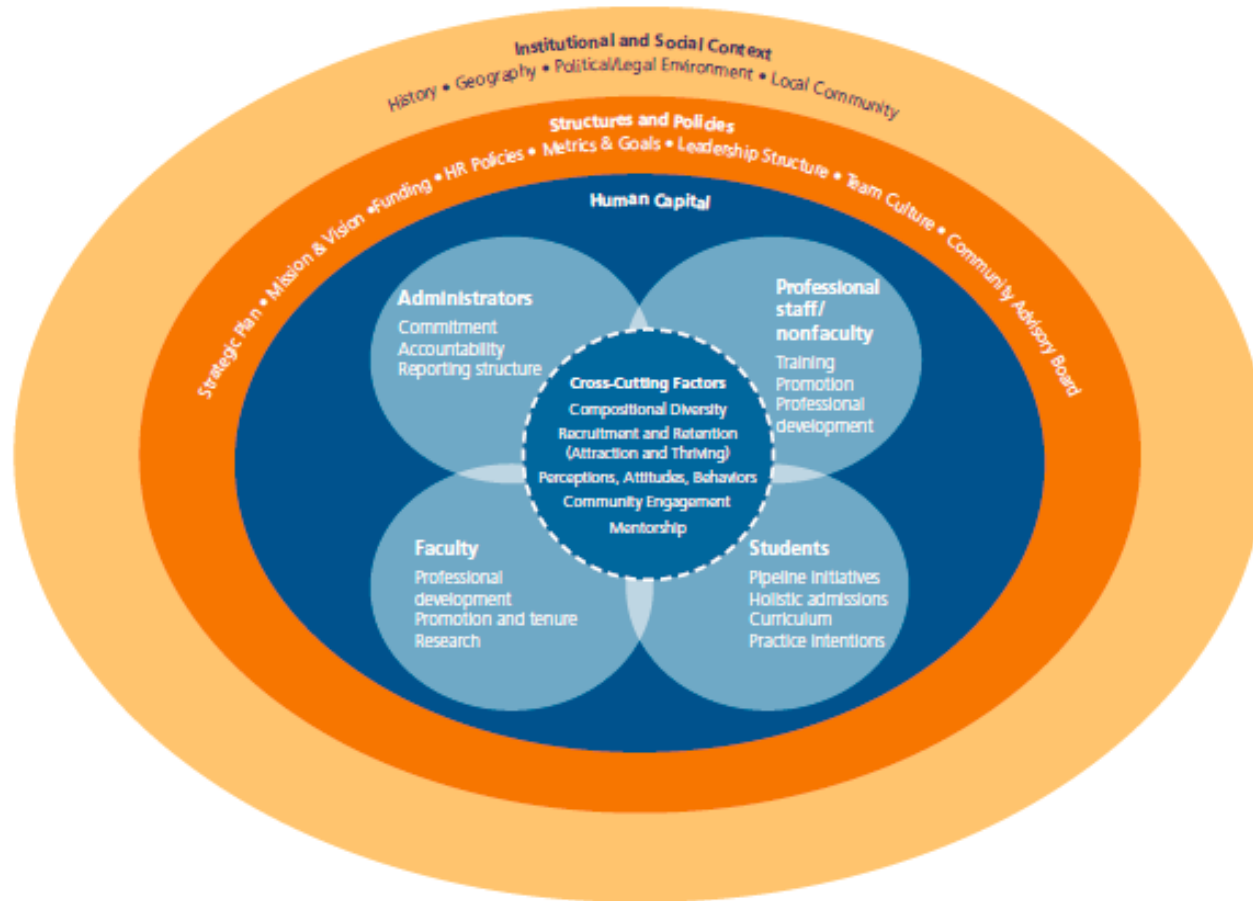 Institutional and Social Context
History • Geography • Political/Legal Environment • Local Community
Structures and Policies
Strategic Plan • Mission & Vision •Funding • HR Policies • Metrics & Goals • Leadership Structure • Team Culture • Community Advisory Board
Human Capital
Administrators
Commitment
Accountability
Reporting structure
Professional
staff/
nonfaculty
Training
Promotion
Professional
development
Cross-Cutting Factors
Compositional Diversity
Recruitment and Retention
(Attraction and Thriving)
Perceptions, Attitudes, Behaviors
Community Engagement
Mentorship
Faculty
Professional
development
Promotion and tenure
Research
Students
Pipeline initiatives
Holistic admissions
Curriculum
Practice intentions